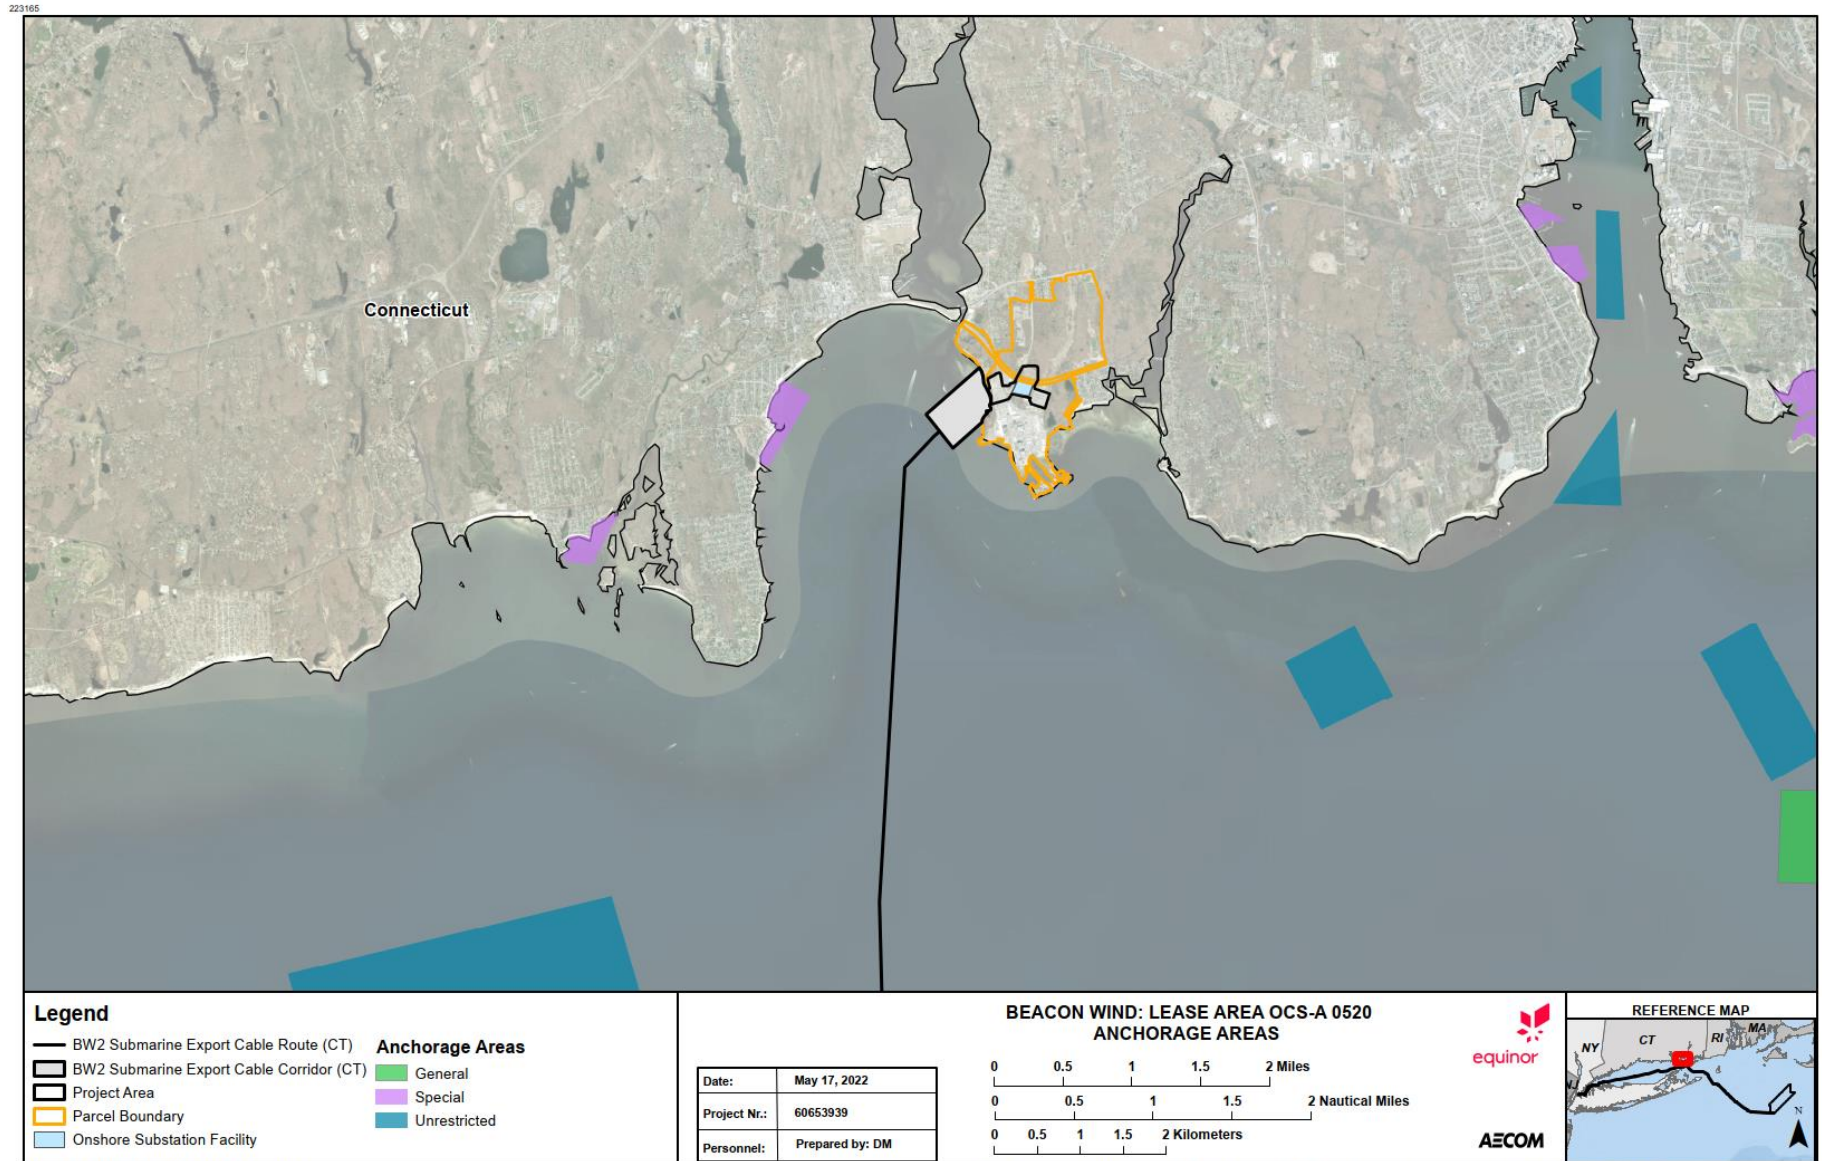 223165
Connecticut
Legend
BW2 Submarine Export Cable Route (CT)
BW2 Submarine Export Cable Corridor (CT)
Project Area
Parcel Boundary
Onshore Substation Facility
Anchorage Areas
General
Special
Unrestricted
Date: May 17, 2022
Project Nr.: 60653939
Personnel: Prepared by: DM
BEACON WIND: LEASE AREA OCS-A 0520
ANCHORAGE AREAS
0 0.5 1 1.5 2 Miles
0 0.5 1 1.5 2 Nautical Miles
0 0.5 1 1.5 2 Kilometers
equinor
AECOM
REFERENCE MAP
NY CT RI MA
N